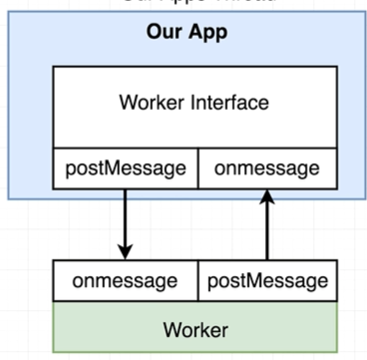 Our App
Worker Interface
postMessage onmessage
onmessage postMessage
Worker